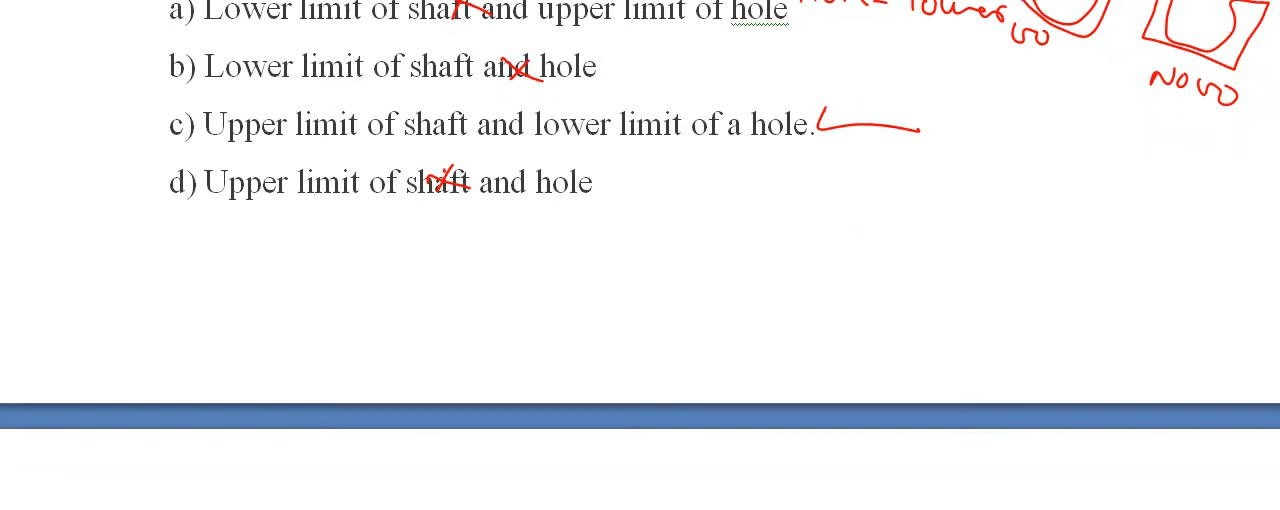 a) Lower limit of shaft and upper limit of hole
b) Lower limit of shaft and hole
c) Upper limit of shaft and lower limit of a hole.
d) Upper limit of shaft and hole